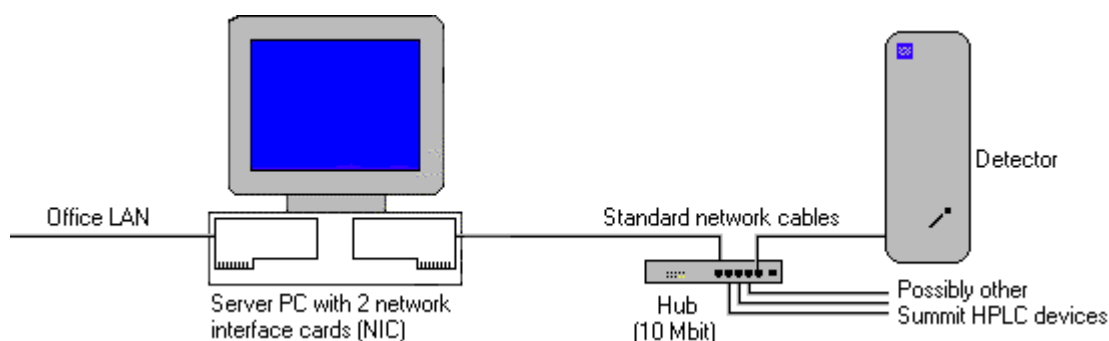 Office LAN
Server PC with 2 network
interface cards (NIC)
Standard network cables
Hub
(10 Mbit)
Detector
Possibly other
Summit HPLC devices